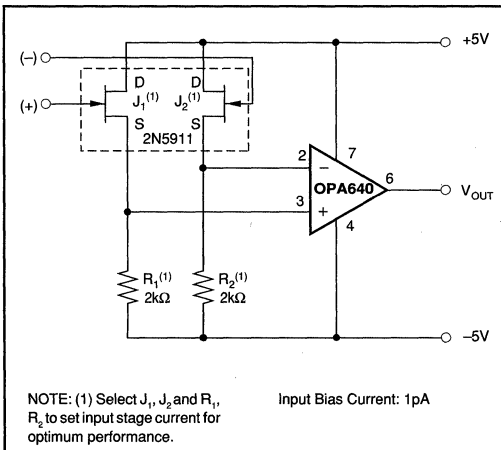 +5V
(–)
D
D
(+)
J₁⁽¹⁾
J₂⁽¹⁾
S
S
2N5911
2
–
7
OPA640
6
V_OUT
3
+
4
R₁⁽¹⁾
2kΩ
R₂⁽¹⁾
2kΩ
–5V
NOTE: (1) Select J₁, J₂ and R₁,
R₂ to set input stage current for
optimum performance.
Input Bias Current: 1pA